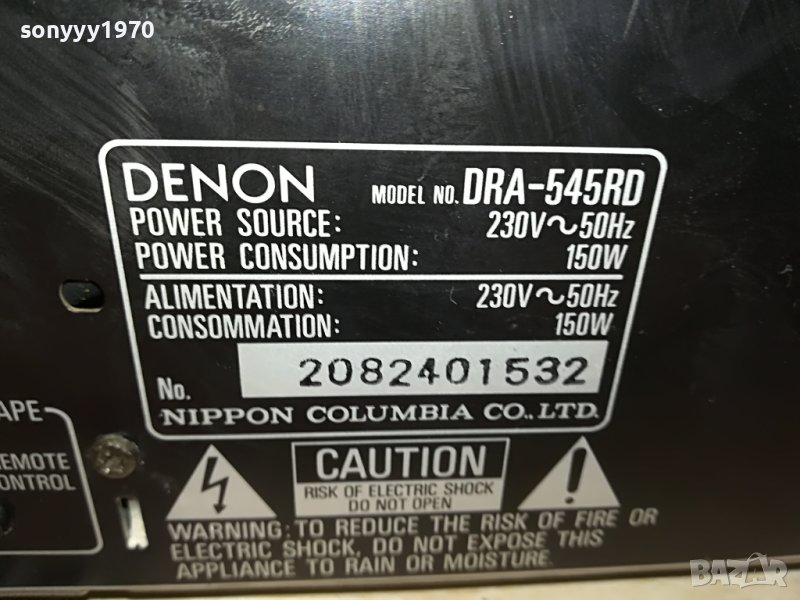 sonyyy1970
DENON MODEL NO. DRA-545RD
POWER SOURCE: 230V~50Hz
POWER CONSUMPTION: 150W
ALIMENTATION: 230V~50Hz
CONSOMMATION: 150W
No. 2082401532
NIPPON COLUMBIA CO., LTD.
APE
EMOTE
ONTROL
CAUTION
RISK OF ELECTRIC SHOCK
DO NOT OPEN
WARNING: TO REDUCE THE RISK OF FIRE OR
ELECTRIC SHOCK, DO NOT EXPOSE THIS
APPLIANCE TO RAIN OR MOISTURE.
BAZAR